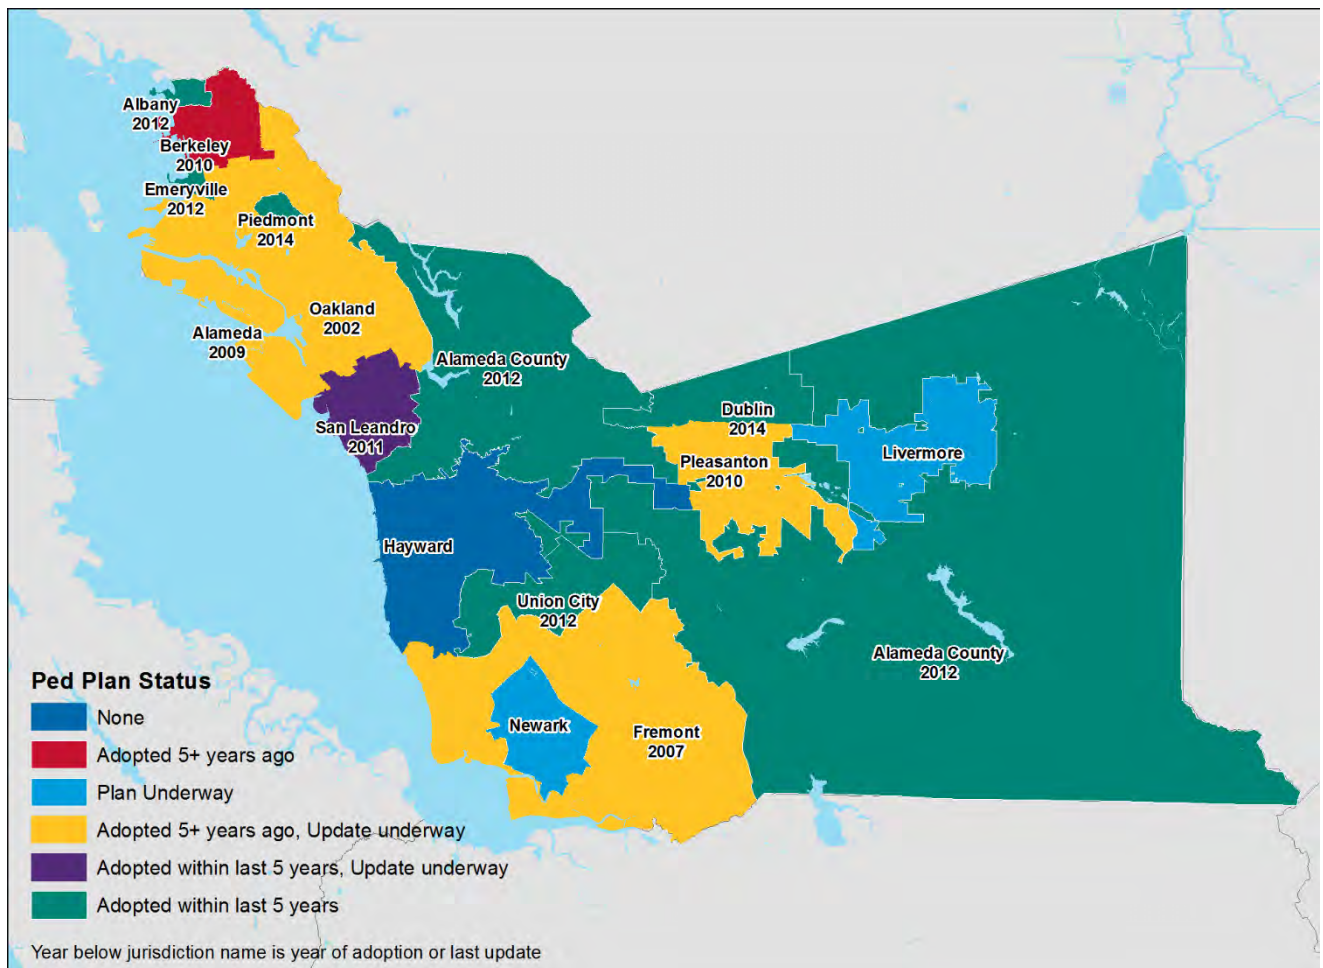 Albany
2012
Berkeley
2010
Emeryville
2012
Piedmont
2014
Oakland
2002
Alameda
2009
Alameda County
2012
San Leandro
2011
Dublin
2014
Pleasanton
2010
Livermore
Hayward
Union City
2012
Alameda County
2012
Newark
Fremont
2007
Ped Plan Status
None
Adopted 5+ years ago
Plan Underway
Adopted 5+ years ago, Update underway
Adopted within last 5 years, Update underway
Adopted within last 5 years
Year below jurisdiction name is year of adoption or last update